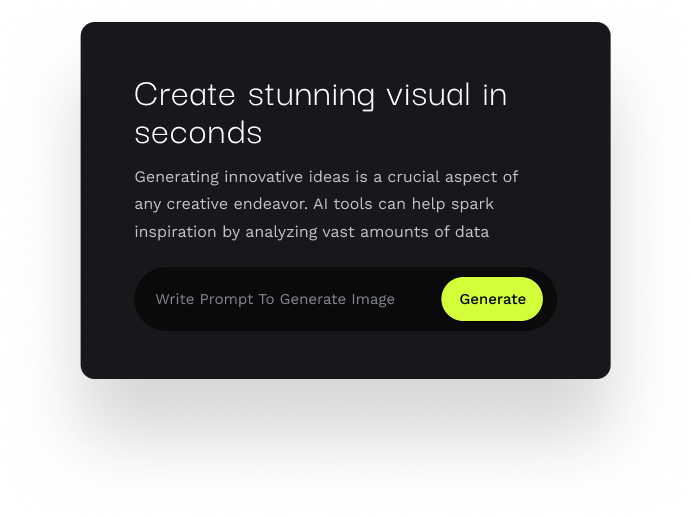 Create stunning visual in
seconds
Generating innovative ideas is a crucial aspect of
any creative endeavor. AI tools can help spark
inspiration by analyzing vast amounts of data
Write Prompt To Generate Image
Generate